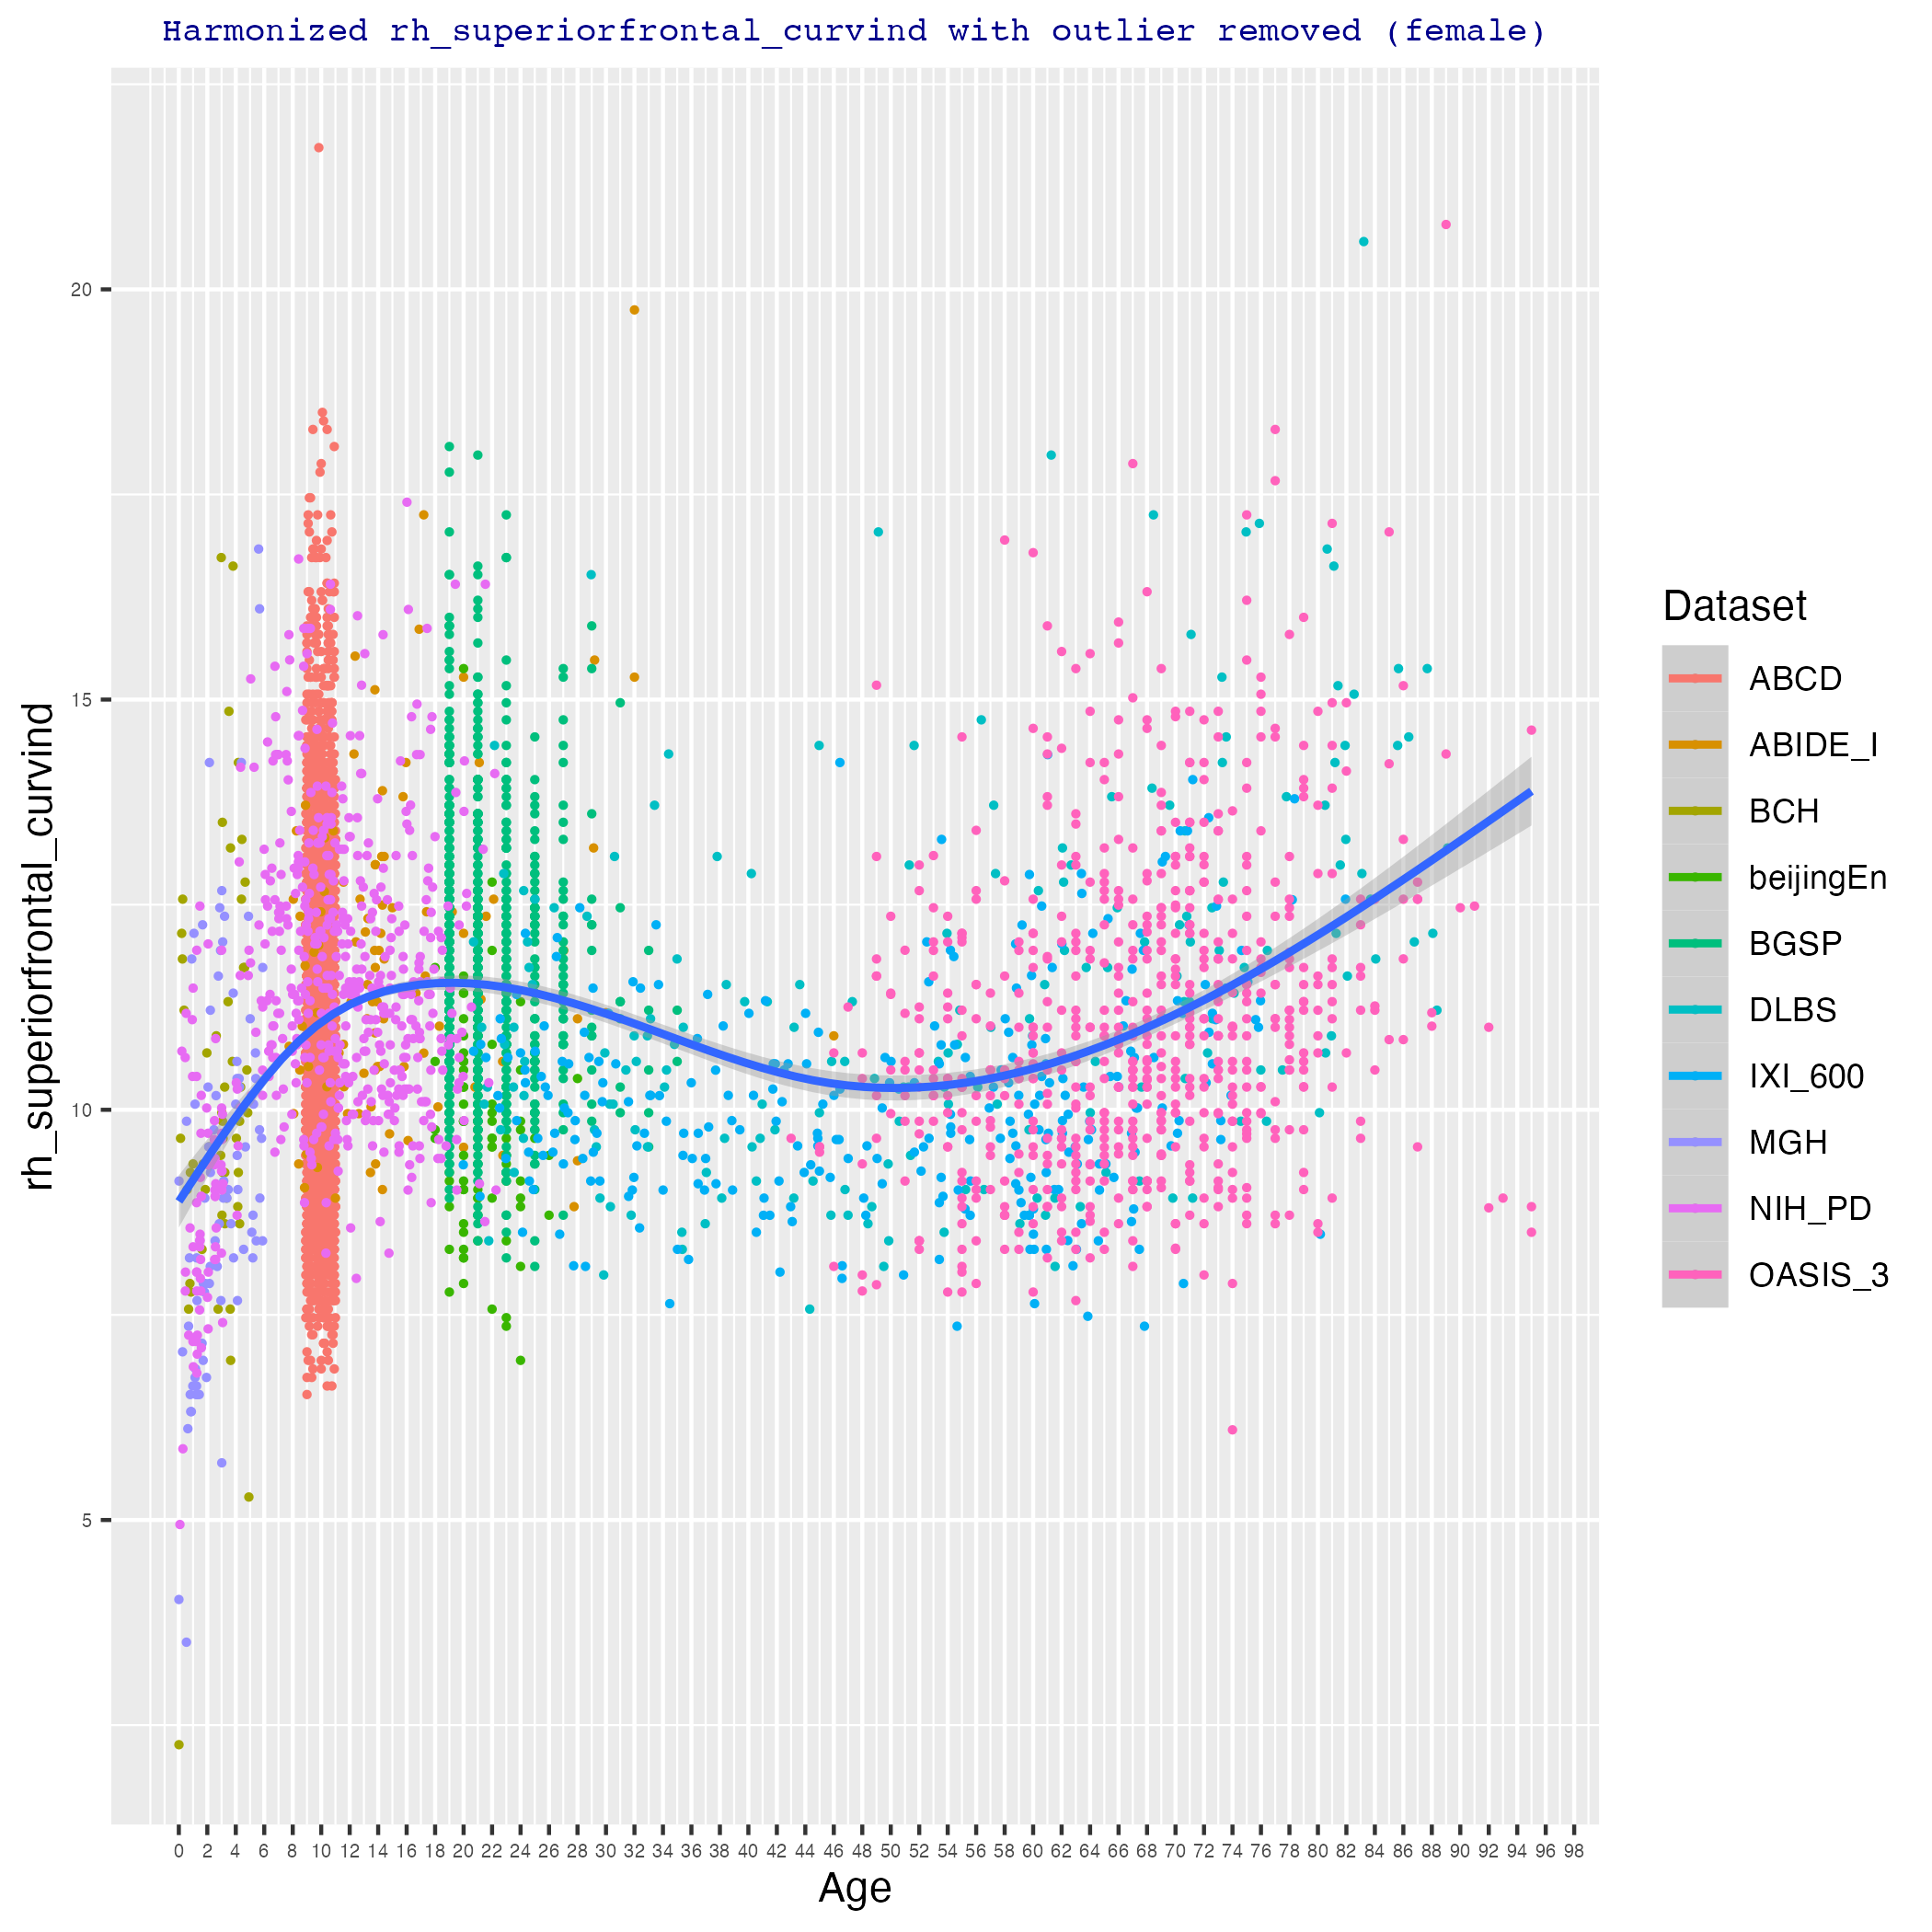 Harmonized rh_superiorfrontal_curvind with outlier removed (female)
rh_superiorfrontal_curvind
20
15
10
5
0 2 4 6 8 10 12 14 16 18 20 22 24 26 28 30 32 34 36 38 40 42 44 46 48 50 52 54 56 58 60 62 64 66 68 70 72 74 76 78 80 82 84 86 88 90 92 94 96 98
Age
Dataset
ABCD
ABIDE_I
BCH
beijingEn
BGSP
DLBS
IXI_600
MGH
NIH_PD
OASIS_3